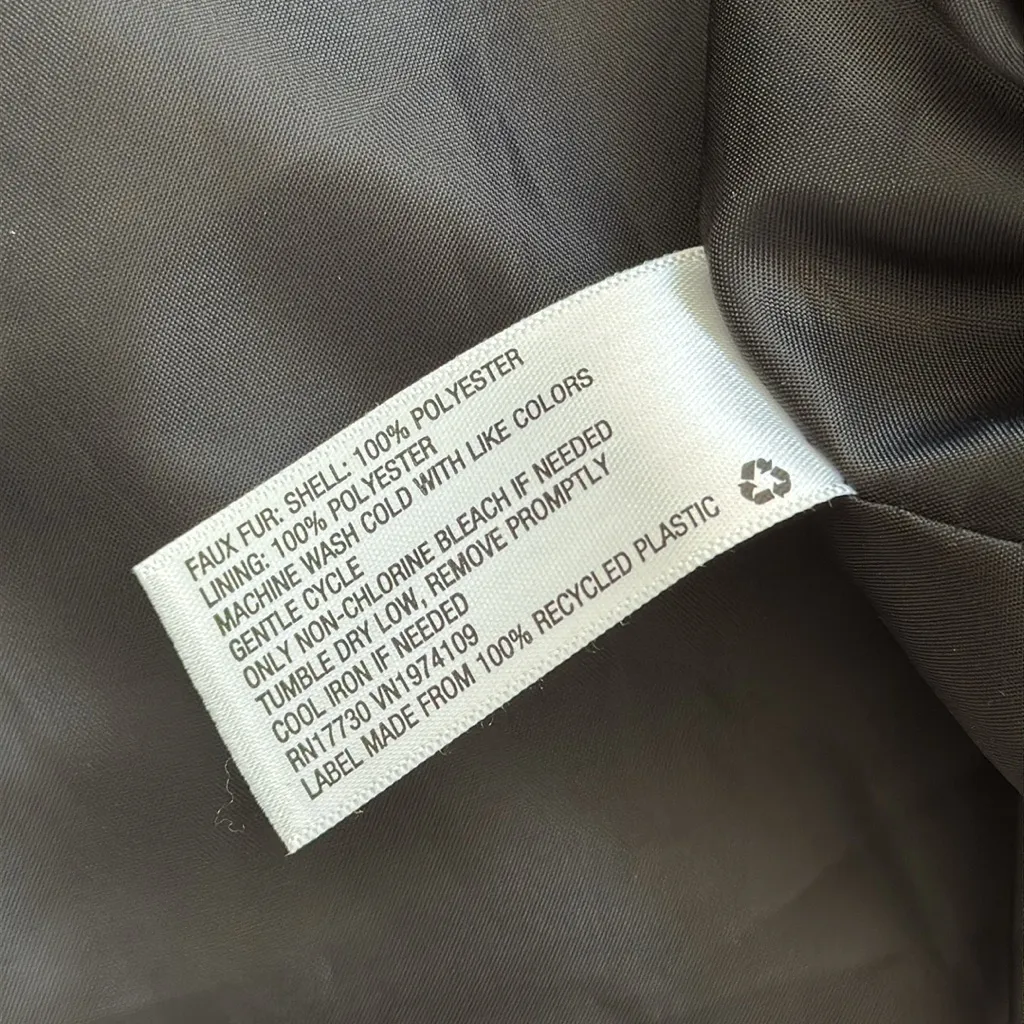 FAUX FUR: SHELL: 100% POLYESTER
LINING: 100% POLYESTER
MACHINE WASH COLD WITH LIKE COLORS
GENTLE CYCLE
ONLY NON-CHLORINE BLEACH IF NEEDED
TUMBLE DRY LOW, REMOVE PROMPTLY
COOL IRON IF NEEDED
RN17730 VN1974109
LABEL MADE FROM 100% RECYCLED PLASTIC